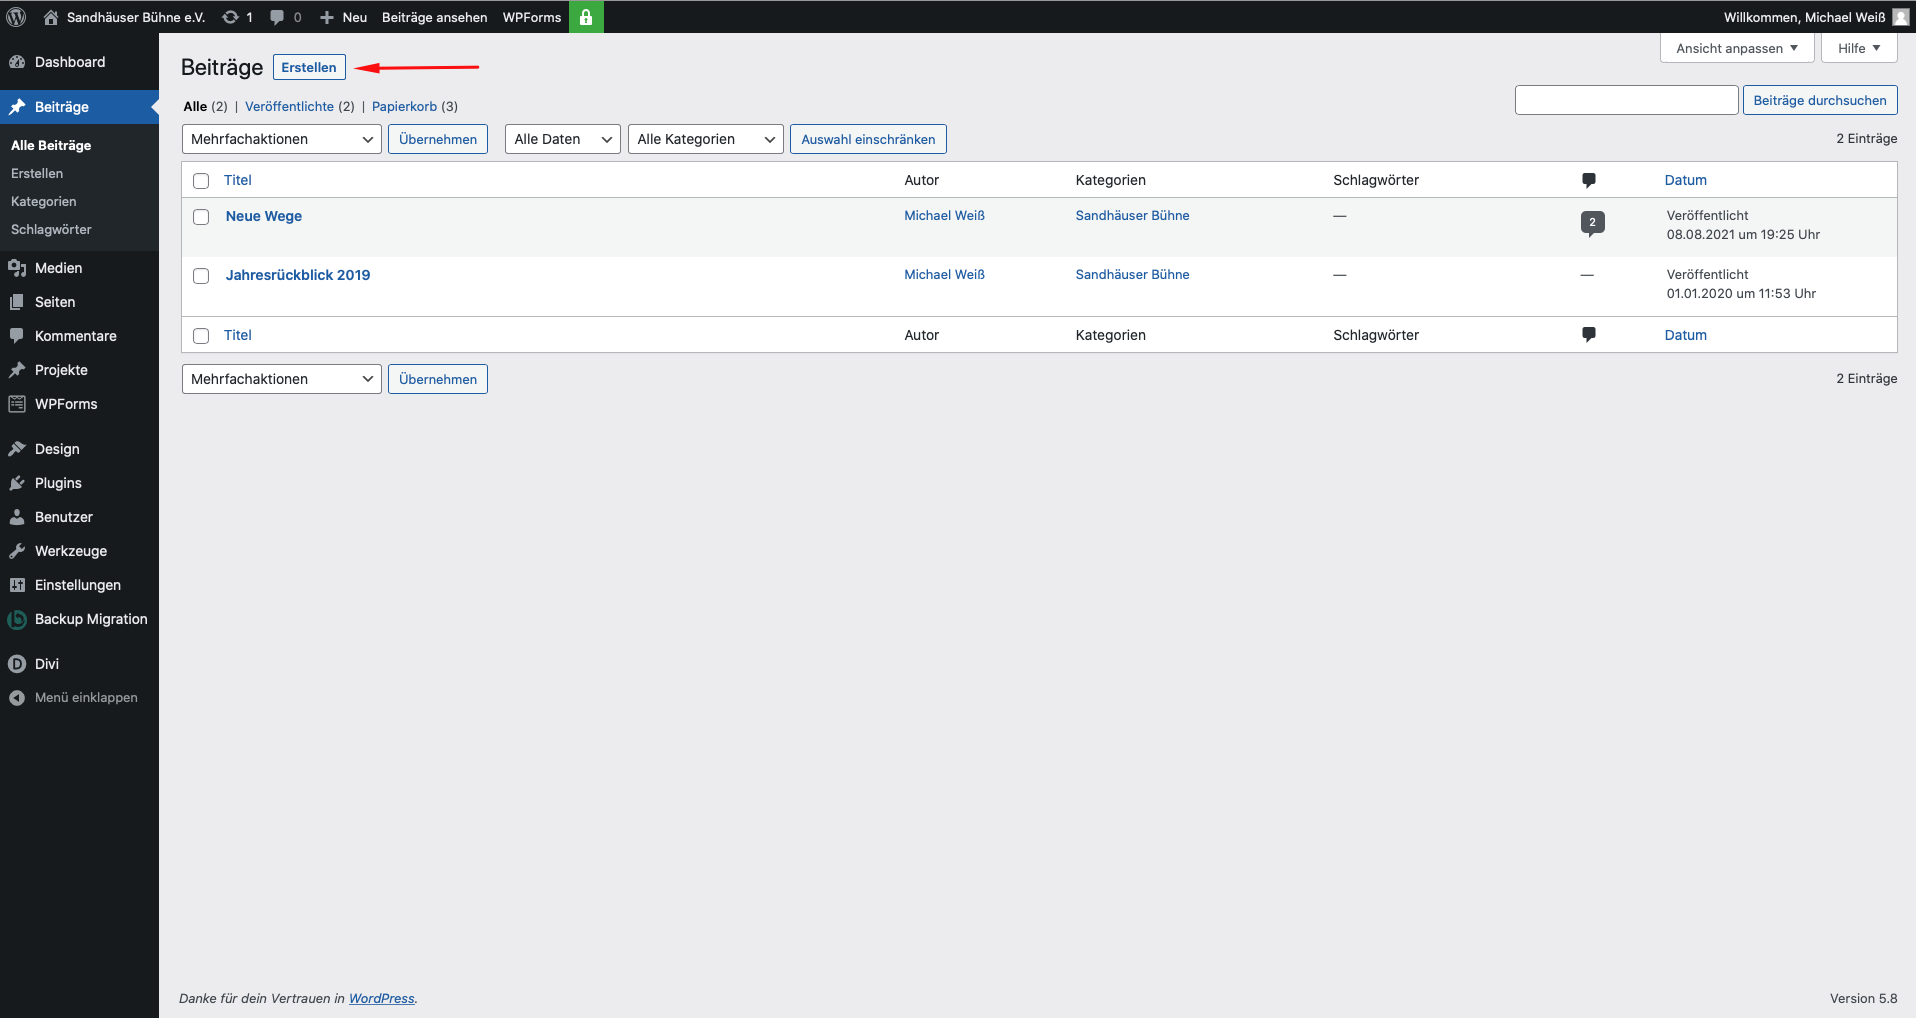 Sandhäuser Bühne e.V. 1 0 Neu Beiträge ansehen WPForms Willkommen, Michael Weiß
Dashboard
Beiträge
Alle Beiträge
Erstellen
Kategorien
Schlagwörter
Medien
Seiten
Kommentare
Projekte
WPForms
Design
Plugins
Benutzer
Werkzeuge
Einstellungen
Backup Migration
Divi
Menü einklappen
Ansicht anpassen Hilfe
Beiträge Erstellen
Alle (2) | Veröffentlichte (2) | Papierkorb (3)
Beiträge durchsuchen
Mehrfachaktionen Übernehmen Alle Daten Alle Kategorien Auswahl einschränken 2 Einträge
Titel Autor Kategorien Schlagwörter Datum
Neue Wege Michael Weiß Sandhäuser Bühne — 2 Veröffentlicht
08.08.2021 um 19:25 Uhr
Jahresrückblick 2019 Michael Weiß Sandhäuser Bühne — — Veröffentlicht
01.01.2020 um 11:53 Uhr
Titel Autor Kategorien Schlagwörter Datum
Mehrfachaktionen Übernehmen 2 Einträge
Danke für dein Vertrauen in WordPress. Version 5.8